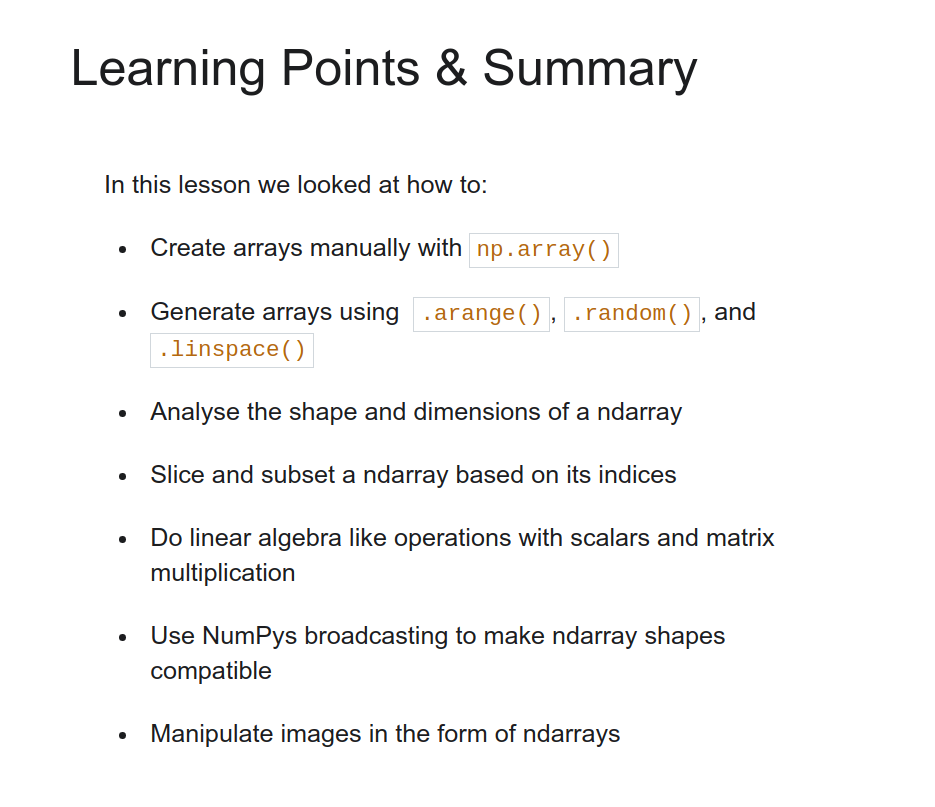 Learning Points & Summary
In this lesson we looked at how to:
• Create arrays manually with np.array()
• Generate arrays using .arange(), .random(), and
.linspace()
• Analyse the shape and dimensions of a ndarray
• Slice and subset a ndarray based on its indices
• Do linear algebra like operations with scalars and matrix
multiplication
• Use NumPys broadcasting to make ndarray shapes
compatible
• Manipulate images in the form of ndarrays